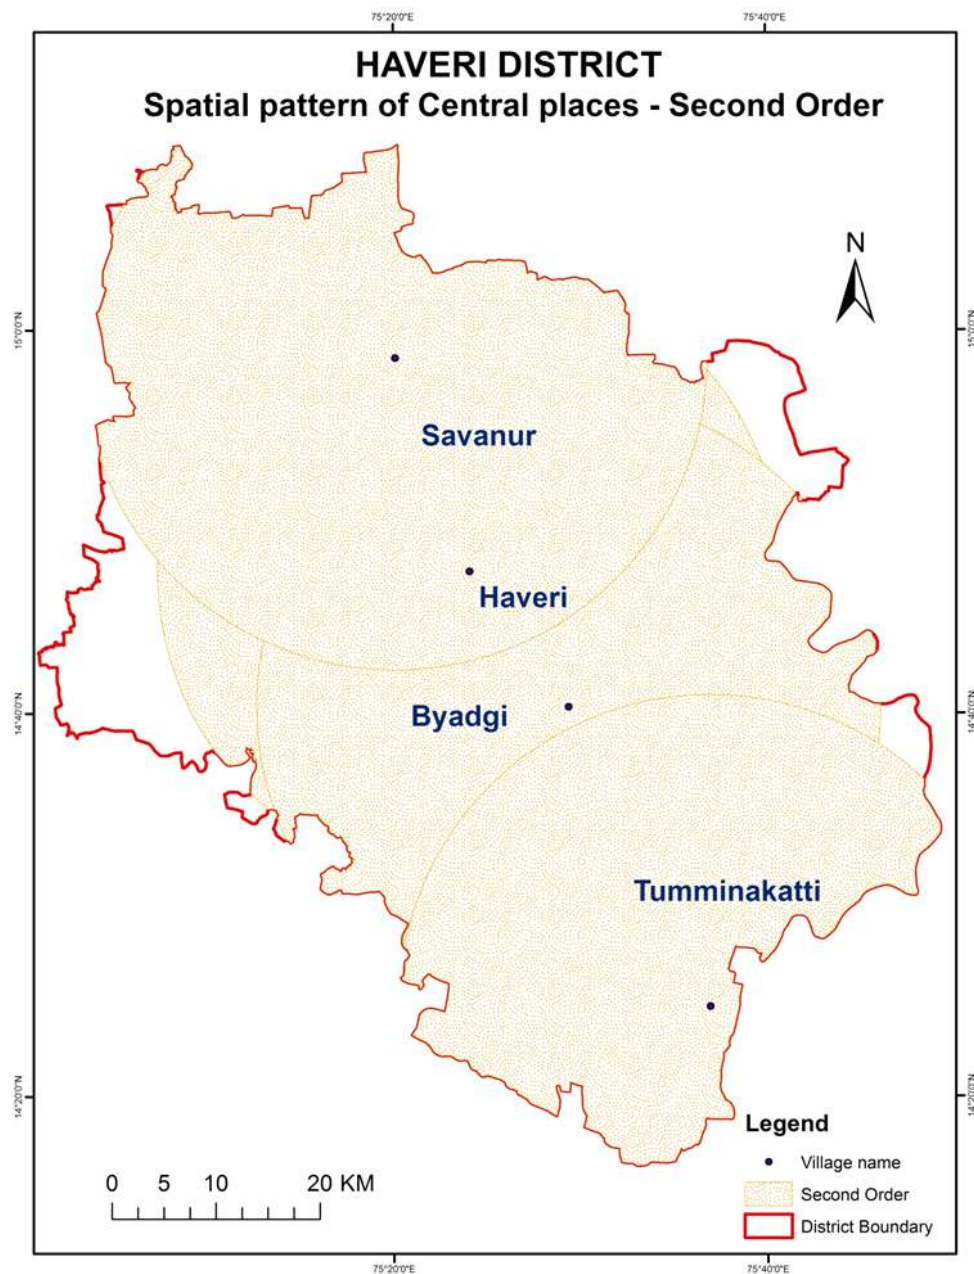 75°20'0"E
75°40'0"E
HAVERI DISTRICT
Spatial pattern of Central places - Second Order
N
15°0'0"N
15°0'0"N
Savanur
Haveri
Byadgi
14°40'0"N
14°40'0"N
Tumminakatti
14°20'0"N
14°20'0"N
Legend
Village name
Second Order
District Boundary
0 5 10 20 KM
75°20'0"E
75°40'0"E